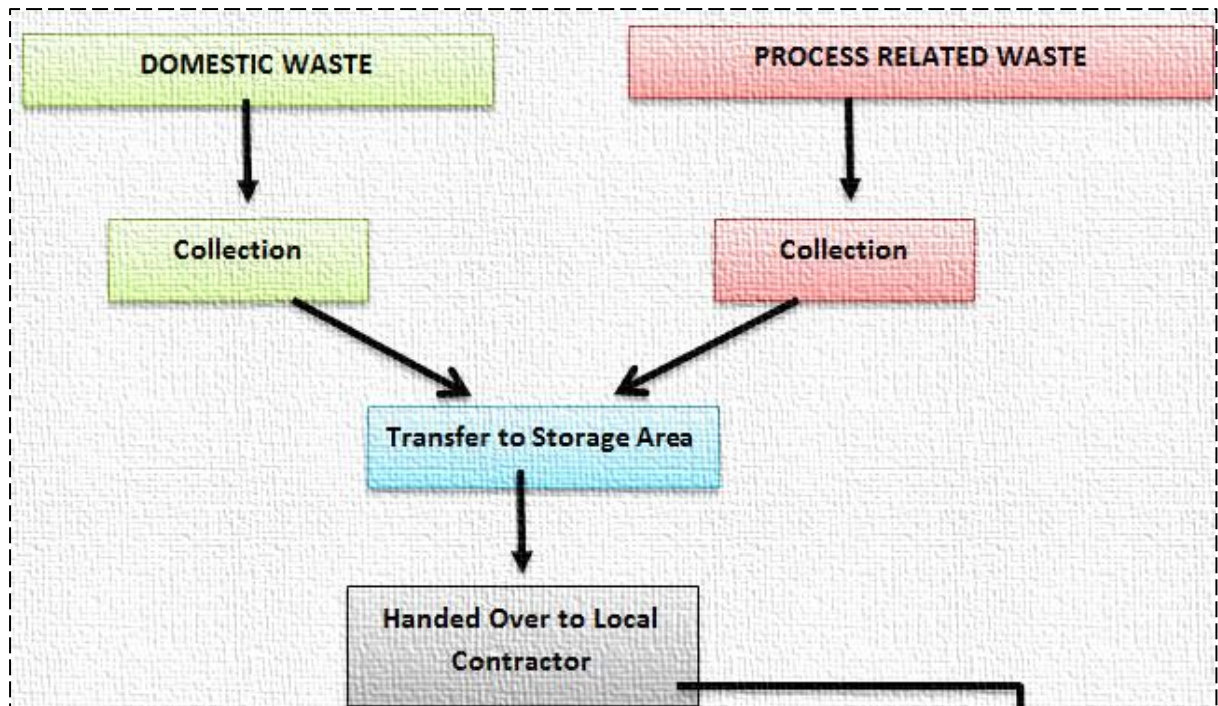 DOMESTIC WASTE
PROCESS RELATED WASTE
Collection
Collection
Transfer to Storage Area
Handed Over to Local
Contractor